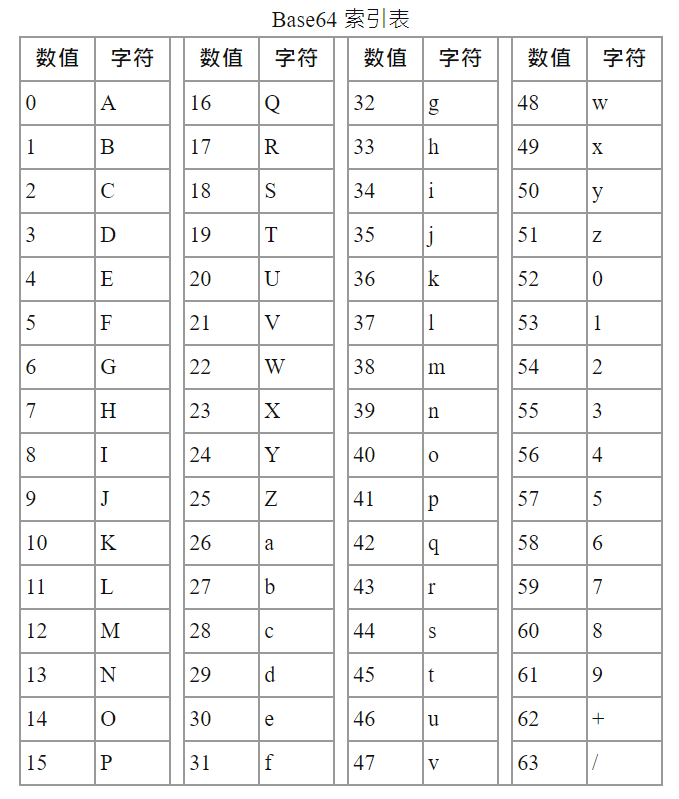 Base64 索引表
数值 字符 数值 字符 数值 字符 数值 字符
0 A 16 Q 32 g 48 w
1 B 17 R 33 h 49 x
2 C 18 S 34 i 50 y
3 D 19 T 35 j 51 z
4 E 20 U 36 k 52 0
5 F 21 V 37 l 53 1
6 G 22 W 38 m 54 2
7 H 23 X 39 n 55 3
8 I 24 Y 40 o 56 4
9 J 25 Z 41 p 57 5
10 K 26 a 42 q 58 6
11 L 27 b 43 r 59 7
12 M 28 c 44 s 60 8
13 N 29 d 45 t 61 9
14 O 30 e 46 u 62 +
15 P 31 f 47 v 63 /